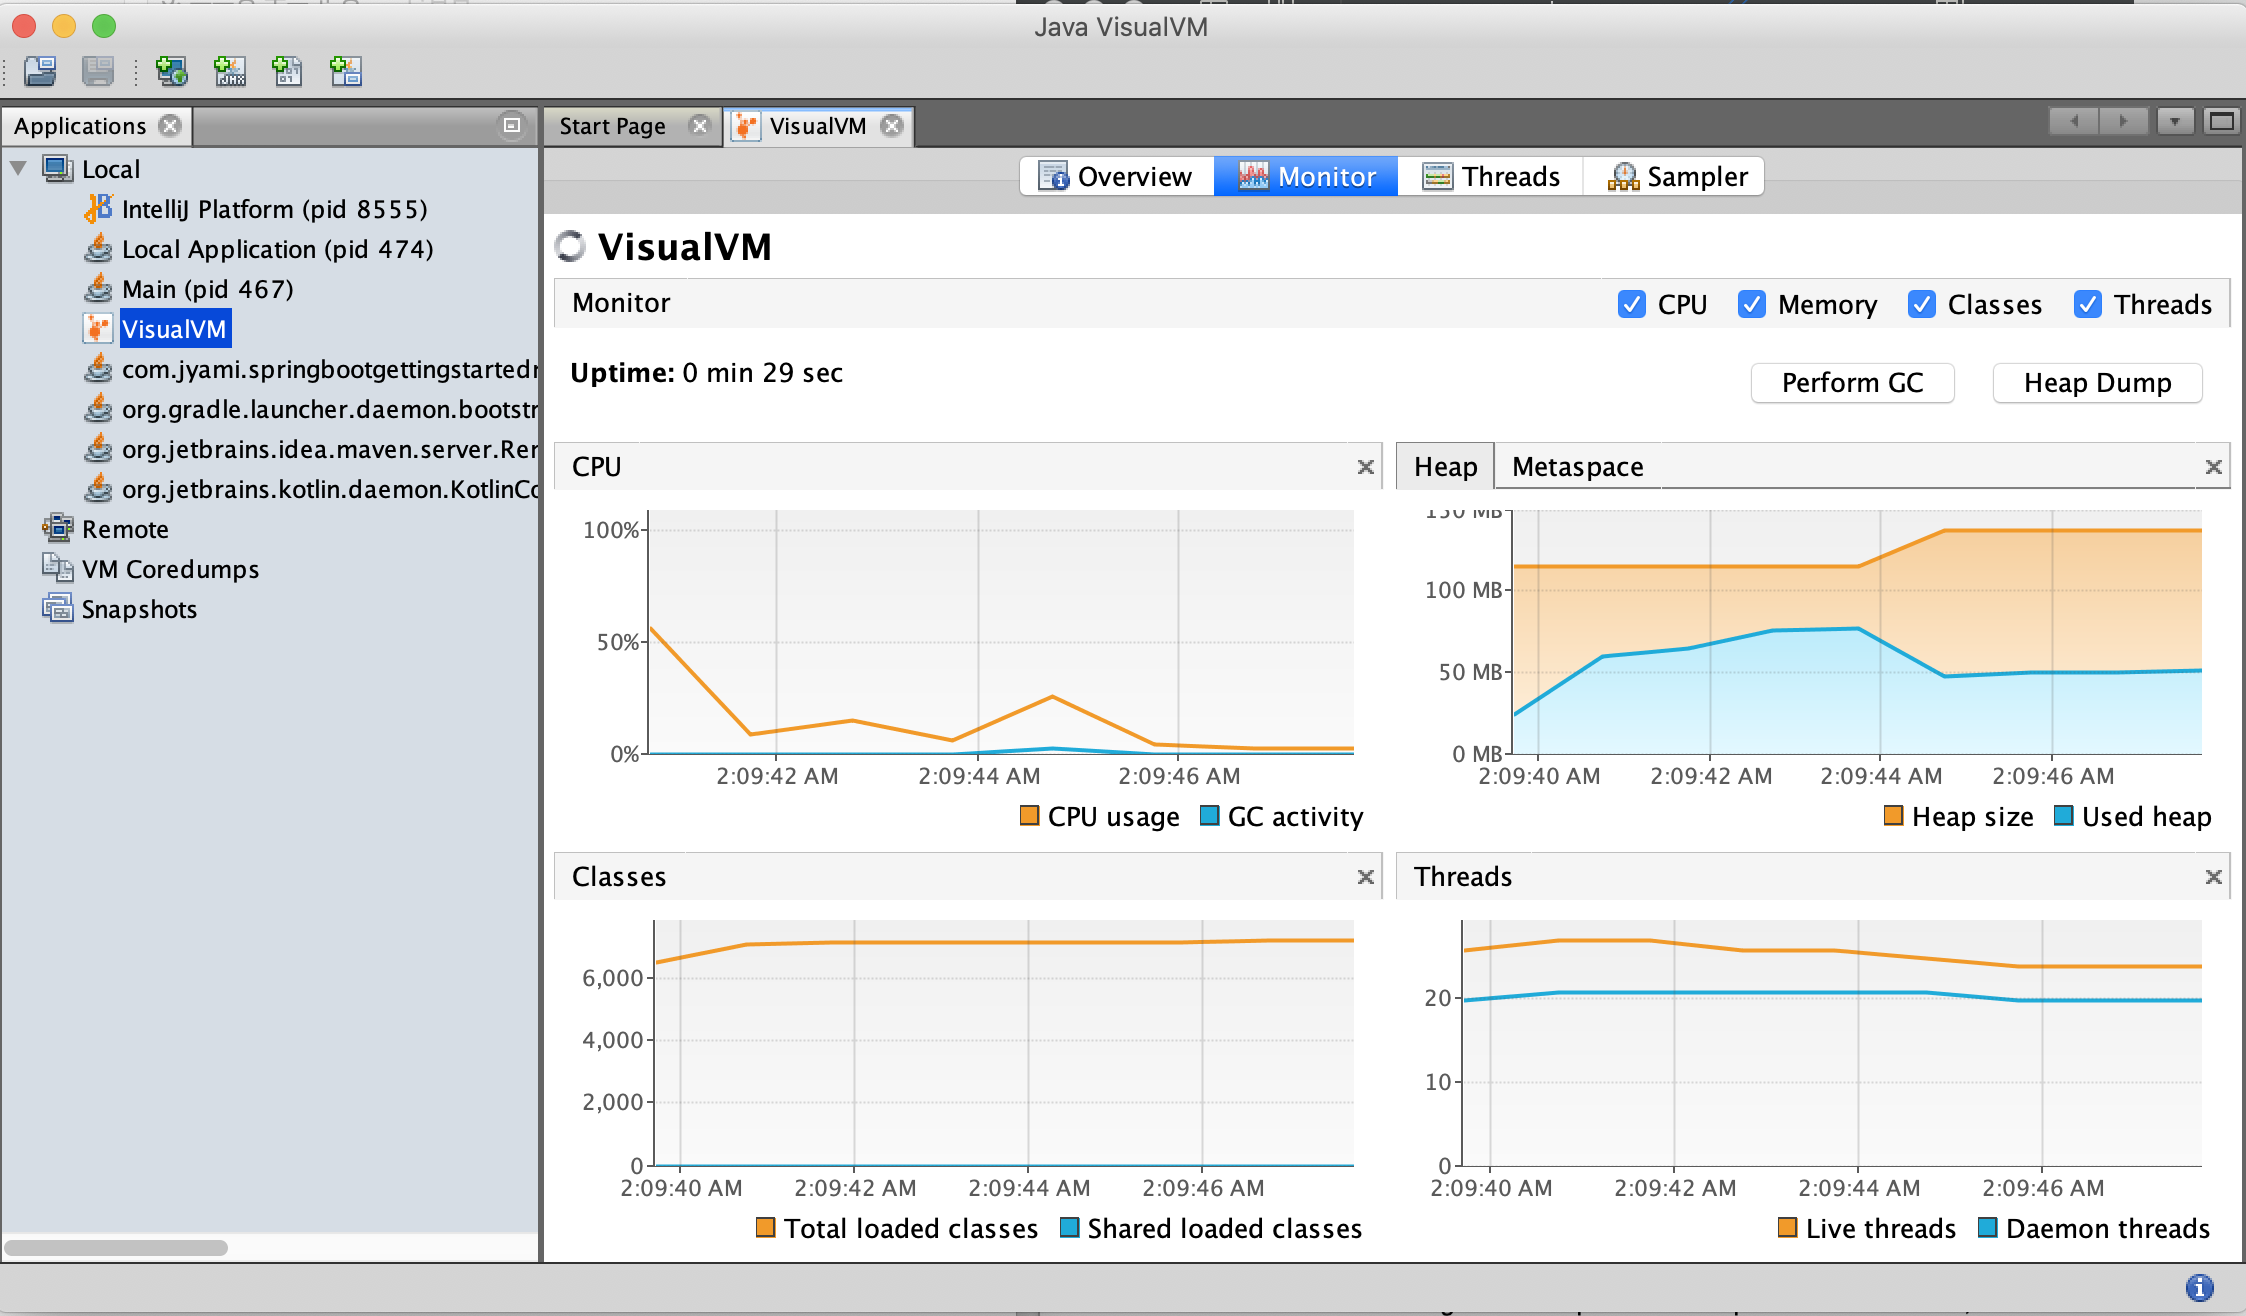 Java VisualVM
Applications
Start Page
VisualVM
Local
IntelliJ Platform (pid 8555)
Local Application (pid 474)
Main (pid 467)
VisualVM
com.jyami.springbootgettingstartedr
org.gradle.launcher.daemon.bootstr
org.jetbrains.idea.maven.server.Rer
org.jetbrains.kotlin.daemon.KotlinCo
Remote
VM Coredumps
Snapshots
Overview Monitor Threads Sampler
VisualVM
Monitor
CPU Memory Classes Threads
Uptime: 0 min 29 sec
Perform GC Heap Dump
CPU
100%
50%
0%
2:09:42 AM 2:09:44 AM 2:09:46 AM
CPU usage GC activity
Heap Metaspace
150 MB
100 MB
50 MB
0 MB
2:09:40 AM 2:09:42 AM 2:09:44 AM 2:09:46 AM
Heap size Used heap
Classes
6,000
4,000
2,000
0
2:09:40 AM 2:09:42 AM 2:09:44 AM 2:09:46 AM
Total loaded classes Shared loaded classes
Threads
20
10
0
2:09:40 AM 2:09:42 AM 2:09:44 AM 2:09:46 AM
Live threads Daemon threads